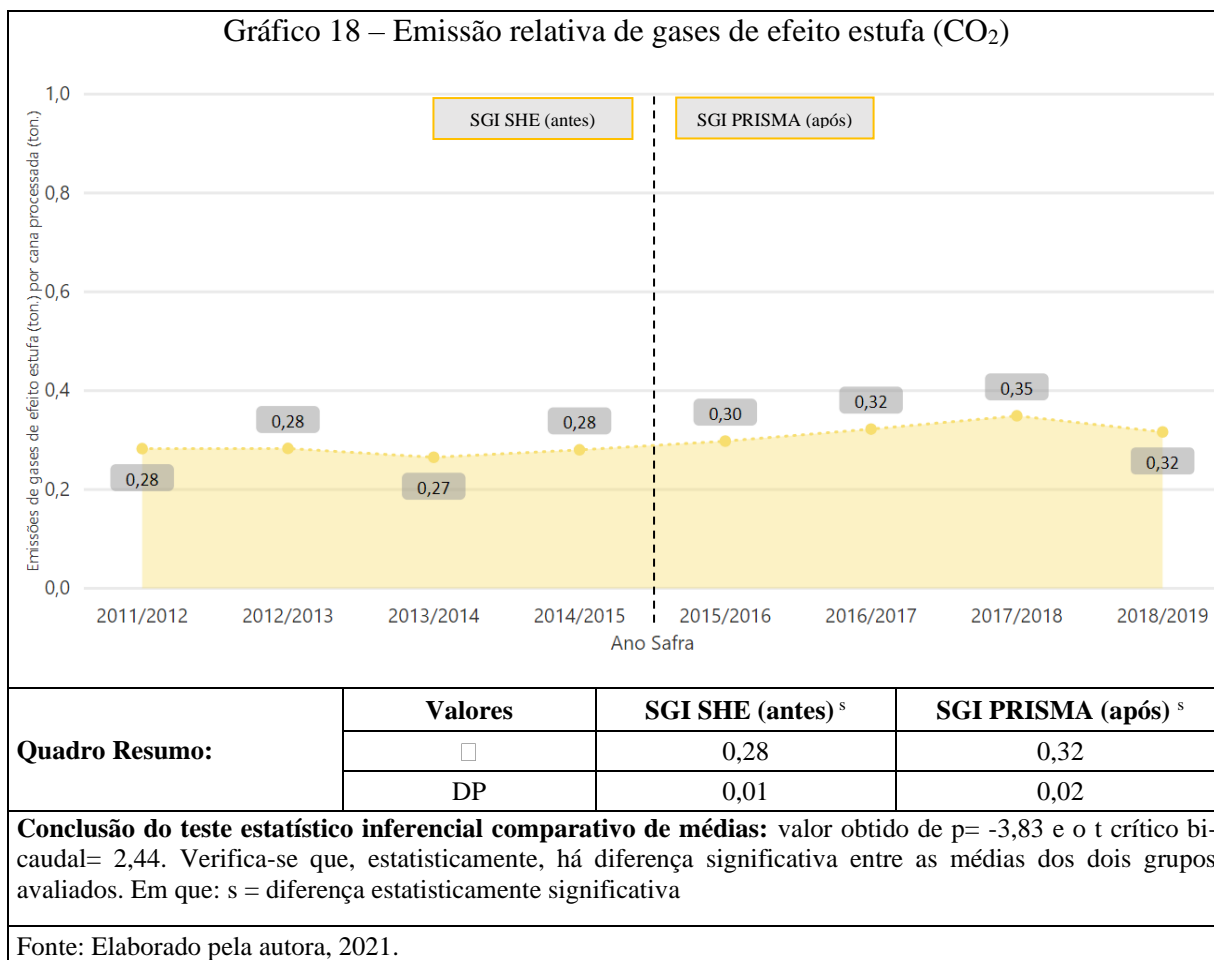 Gráfico 18 – Emissão relativa de gases de efeito estufa (CO₂)
Emissões de gases de efeito estufa (ton.) por cana processada (ton.)
1,0
0,8
0,6
0,4
0,2
0,0
SGI SHE (antes)
SGI PRISMA (após)
0,28
0,28
0,27
0,28
0,30
0,32
0,35
0,32
2011/2012 2012/2013 2013/2014 2014/2015 2015/2016 2016/2017 2017/2018 2018/2019
Ano Safra
Quadro Resumo:
Valores SGI SHE (antes) ˢ SGI PRISMA (após) ˢ
□ 0,28 0,32
DP 0,01 0,02
Conclusão do teste estatístico inferencial comparativo de médias: valor obtido de p= -3,83 e o t crítico bi-
caudal= 2,44. Verifica-se que, estatisticamente, há diferença significativa entre as médias dos dois grupos
avaliados. Em que: s = diferença estatisticamente significativa
Fonte: Elaborado pela autora, 2021.